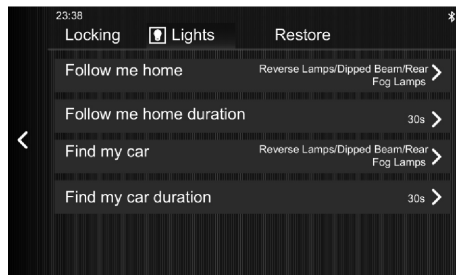 23:38
Locking Lights Restore
Follow me home
Reverse Lamps/Dipped Beam/Rear
Fog Lamps
Follow me home duration
30s
Find my car
Reverse Lamps/Dipped Beam/Rear
Fog Lamps
Find my car duration
30s